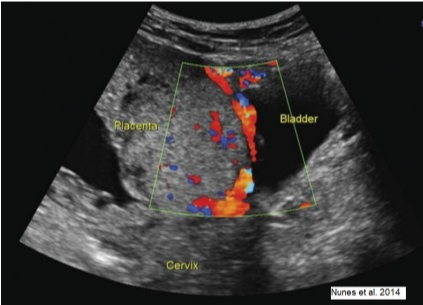 Placenta
Bladder
Cervix
Nunes et al. 2014